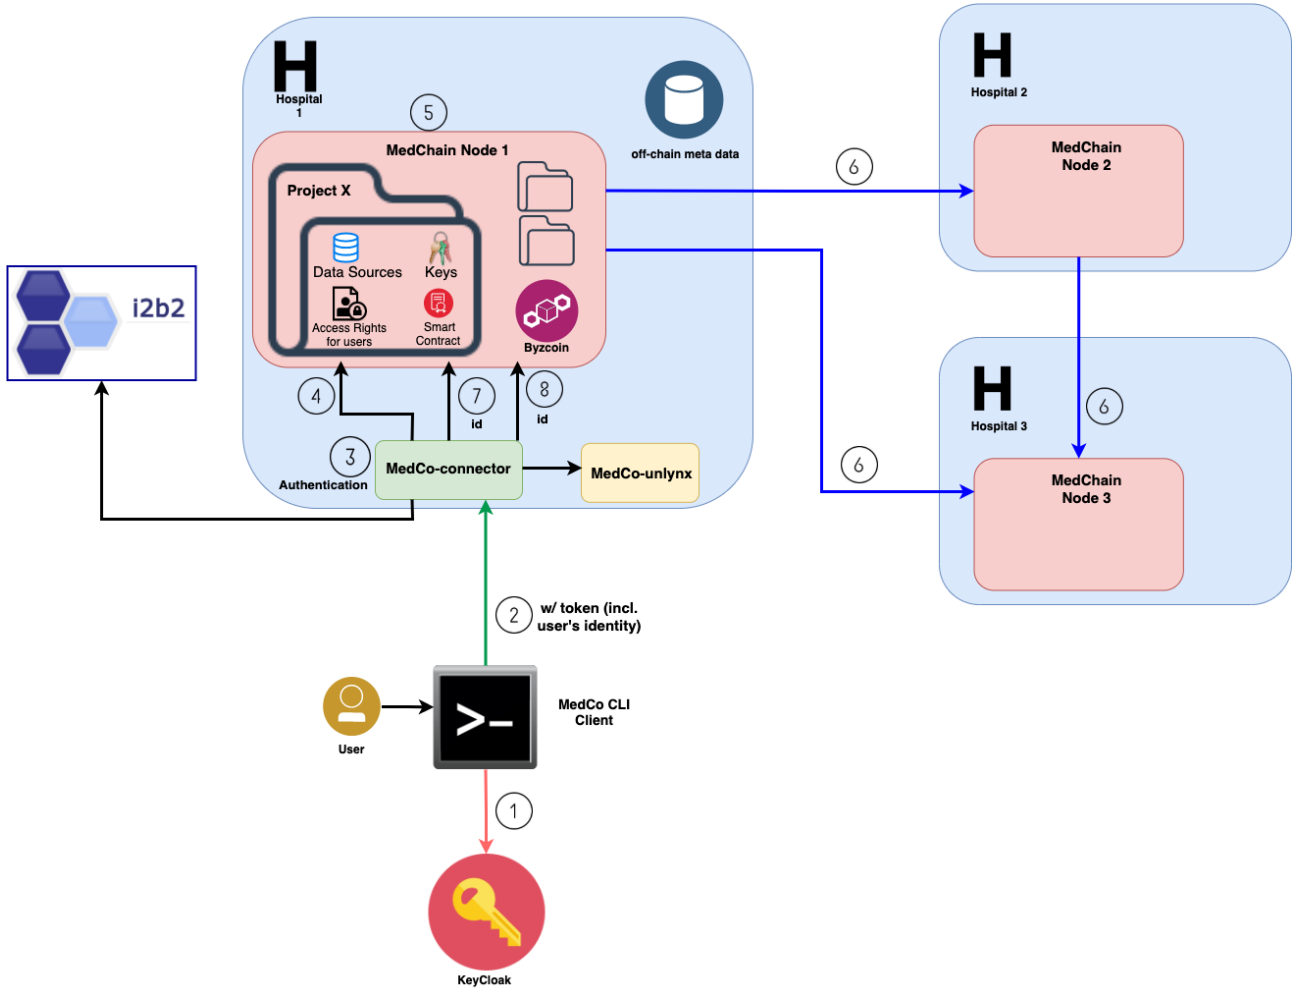 Hospital
1
5
MedChain Node 1
off-chain meta data
Project X
Data Sources
Keys
Access Rights
for users
Smart
Contract
Byzcoin
4
7
id
8
id
3
Authentication
MedCo-connector
MedCo-unlynx
i2b2
6
Hospital 2
MedChain
Node 2
6
6
Hospital 3
MedChain
Node 3
2
w/ token (incl.
user's identity)
>_
User
MedCo CLI
Client
1
KeyCloak